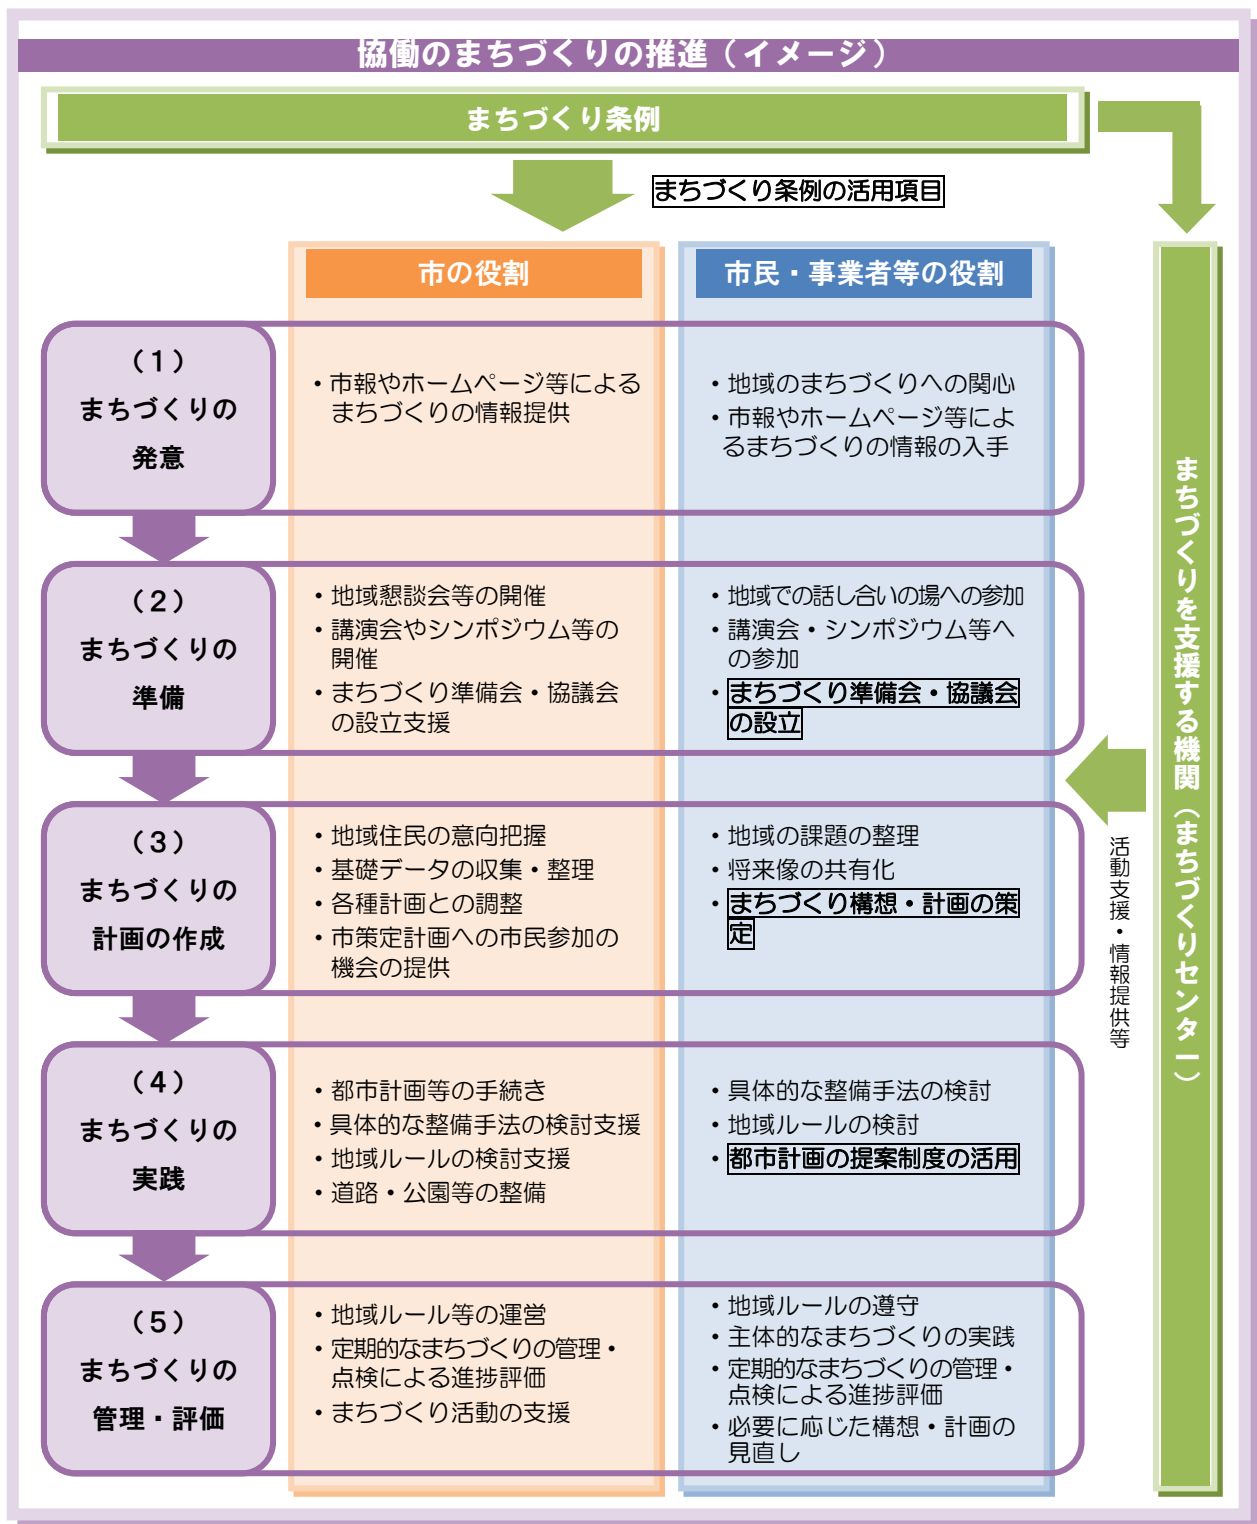 協働のまちづくりの推進（イメージ）
まちづくり条例
まちづくり条例の活用項目
市の役割
市民・事業者等の役割
（１）
まちづくりの
発意
・市報やホームページ等による
まちづくりの情報提供
・地域のまちづくりへの関心
・市報やホームページ等によ
るまちづくりの情報の入手
（２）
まちづくりの
準備
・地域懇談会等の開催
・講演会やシンポジウム等の
開催
・まちづくり準備会・協議会
の設立支援
・地域での話し合いの場への参加
・講演会・シンポジウム等へ
の参加
・まちづくり準備会・協議会
の設立
（３）
まちづくりの
計画の作成
・地域住民の意向把握
・基礎データの収集・整理
・各種計画との調整
・市策定計画への市民参加の
機会の提供
・地域の課題の整理
・将来像の共有化
・まちづくり構想・計画の策
定
（４）
まちづくりの
実践
・都市計画等の手続き
・具体的な整備手法の検討支援
・地域ルールの検討支援
・道路・公園等の整備
・具体的な整備手法の検討
・地域ルールの検討
・都市計画の提案制度の活用
（５）
まちづくりの
管理・評価
・地域ルール等の運営
・定期的なまちづくりの管理・
点検による進捗評価
・まちづくり活動の支援
・地域ルールの遵守
・主体的なまちづくりの実践
・定期的なまちづくりの管理・
点検による進捗評価
・必要に応じた構想・計画の
見直し
活動支援・情報提供等
まちづくりを支援する機関（まちづくりセンター）